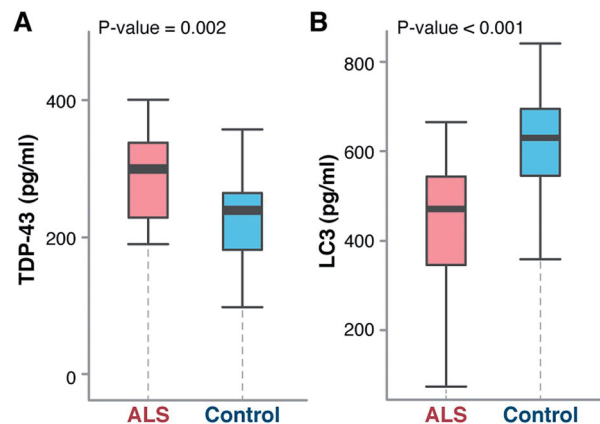 A
P-value = 0.002
TDP-43 (pg/ml)
400
200
0
ALS
Control
B
P-value < 0.001
LC3 (pg/ml)
800
600
400
200
ALS
Control